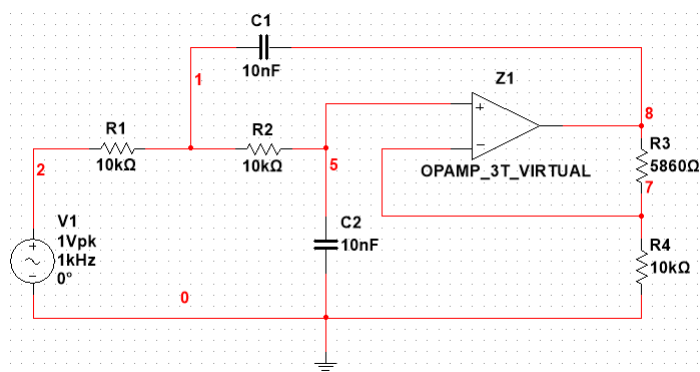 C1
10nF
1
Z1
+
−
8
R1
10kΩ
R2
10kΩ
2
5
OPAMP_3T_VIRTUAL
R3
5860Ω
7
V1
1Vpk
1kHz
0°
+
−
C2
10nF
R4
10kΩ
0